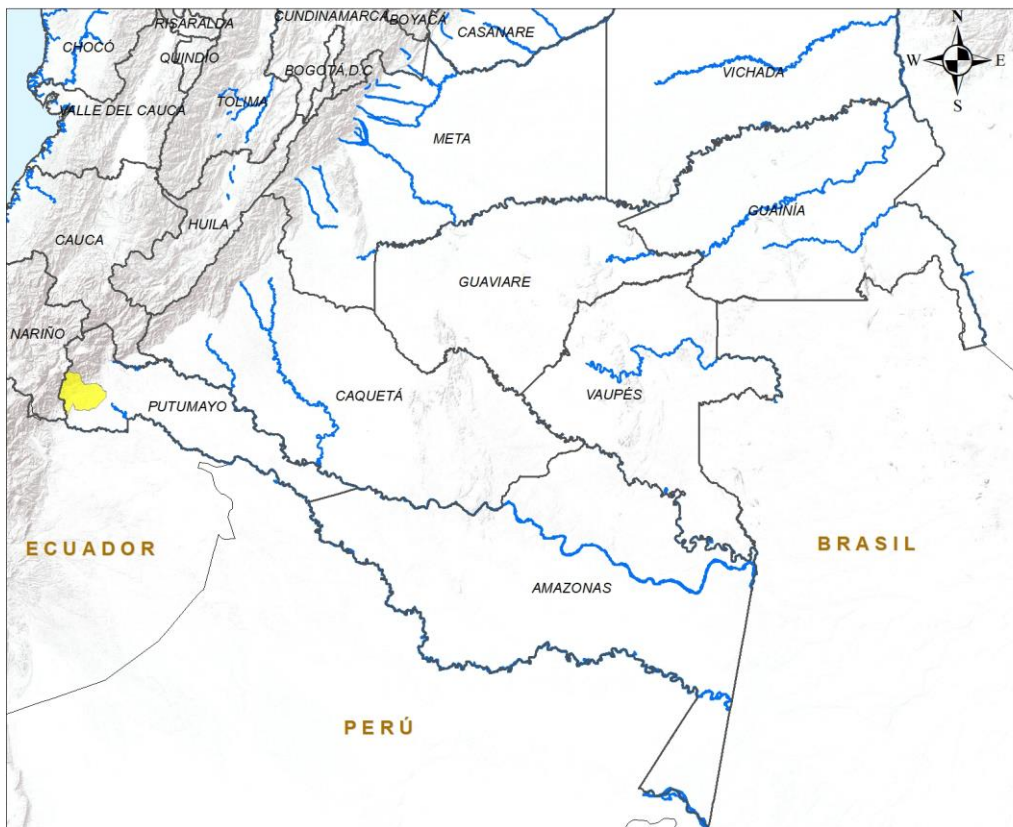 CUNDINAMARCA
BOYACÁ
RISARALDA
CASANARE
N
CHOCÓ
QUINDÍO
BOGOTÁ,D.C
W
E
VICHADA
TOLIMA
S
VALLE DEL CAUCA
META
GUAINÍA
HUILA
CAUCA
GUAVIARE
NARIÑO
CAQUETÁ
VAUPÉS
PUTUMAYO
ECUADOR
BRASIL
AMAZONAS
PERÚ